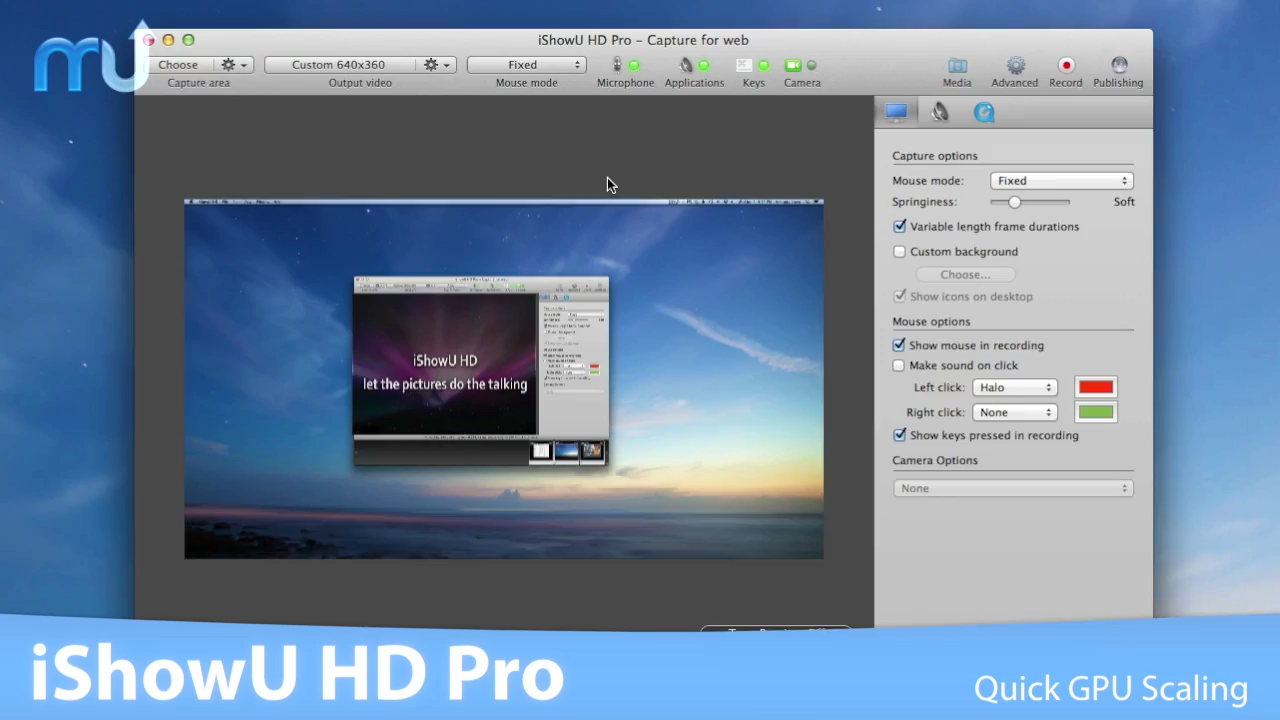 mu
iShowU HD Pro – Capture for web
Choose
Custom 640x360
Fixed
Capture area
Output video
Mouse mode
Microphone
Applications
Keys
Camera
Media
Advanced
Record
Publishing
Capture options
Mouse mode:
Fixed
Springiness:
Soft
Variable length frame durations
Custom background
Choose...
Show icons on desktop
Mouse options
Show mouse in recording
Make sound on click
Left click:
Halo
Right click:
None
Show keys pressed in recording
Camera Options
None
iShowU HD
let the pictures do the talking
iShowU HD Pro
Quick GPU Scaling